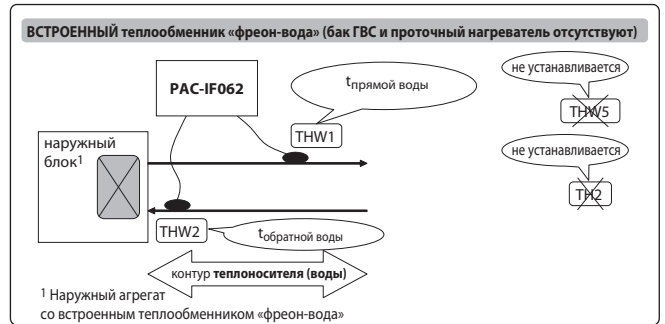 ВСТРОЕННЫЙ теплообменник «фреон-вода» (бак ГВС и проточный нагреватель отсутствуют)
PAC-IF062
tпрямой воды
не устанавливается
THW5
THW1
наружный
блок1
не устанавливается
TH2
THW2
tобратной воды
контур теплоносителя (воды)
1 Наружный агрегат
со встроенным теплообменником «фреон-вода»